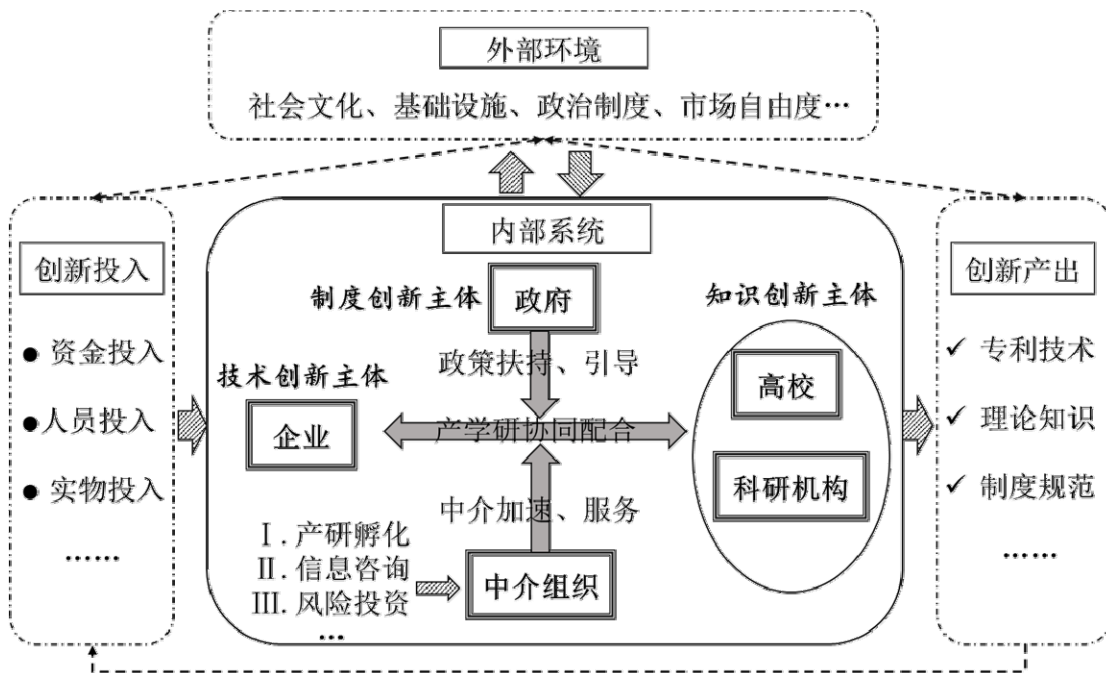 外部环境
社会文化、基础设施、政治制度、市场自由度…
创新投入
● 资金投入
● 人员投入
● 实物投入
……
内部系统
制度创新主体
政府
政策扶持、引导
技术创新主体
企业
产学研协同配合
知识创新主体
高校
科研机构
中介加速、服务
Ⅰ. 产研孵化
Ⅱ. 信息咨询
Ⅲ. 风险投资
…
中介组织
创新产出
✓ 专利技术
✓ 理论知识
✓ 制度规范
……